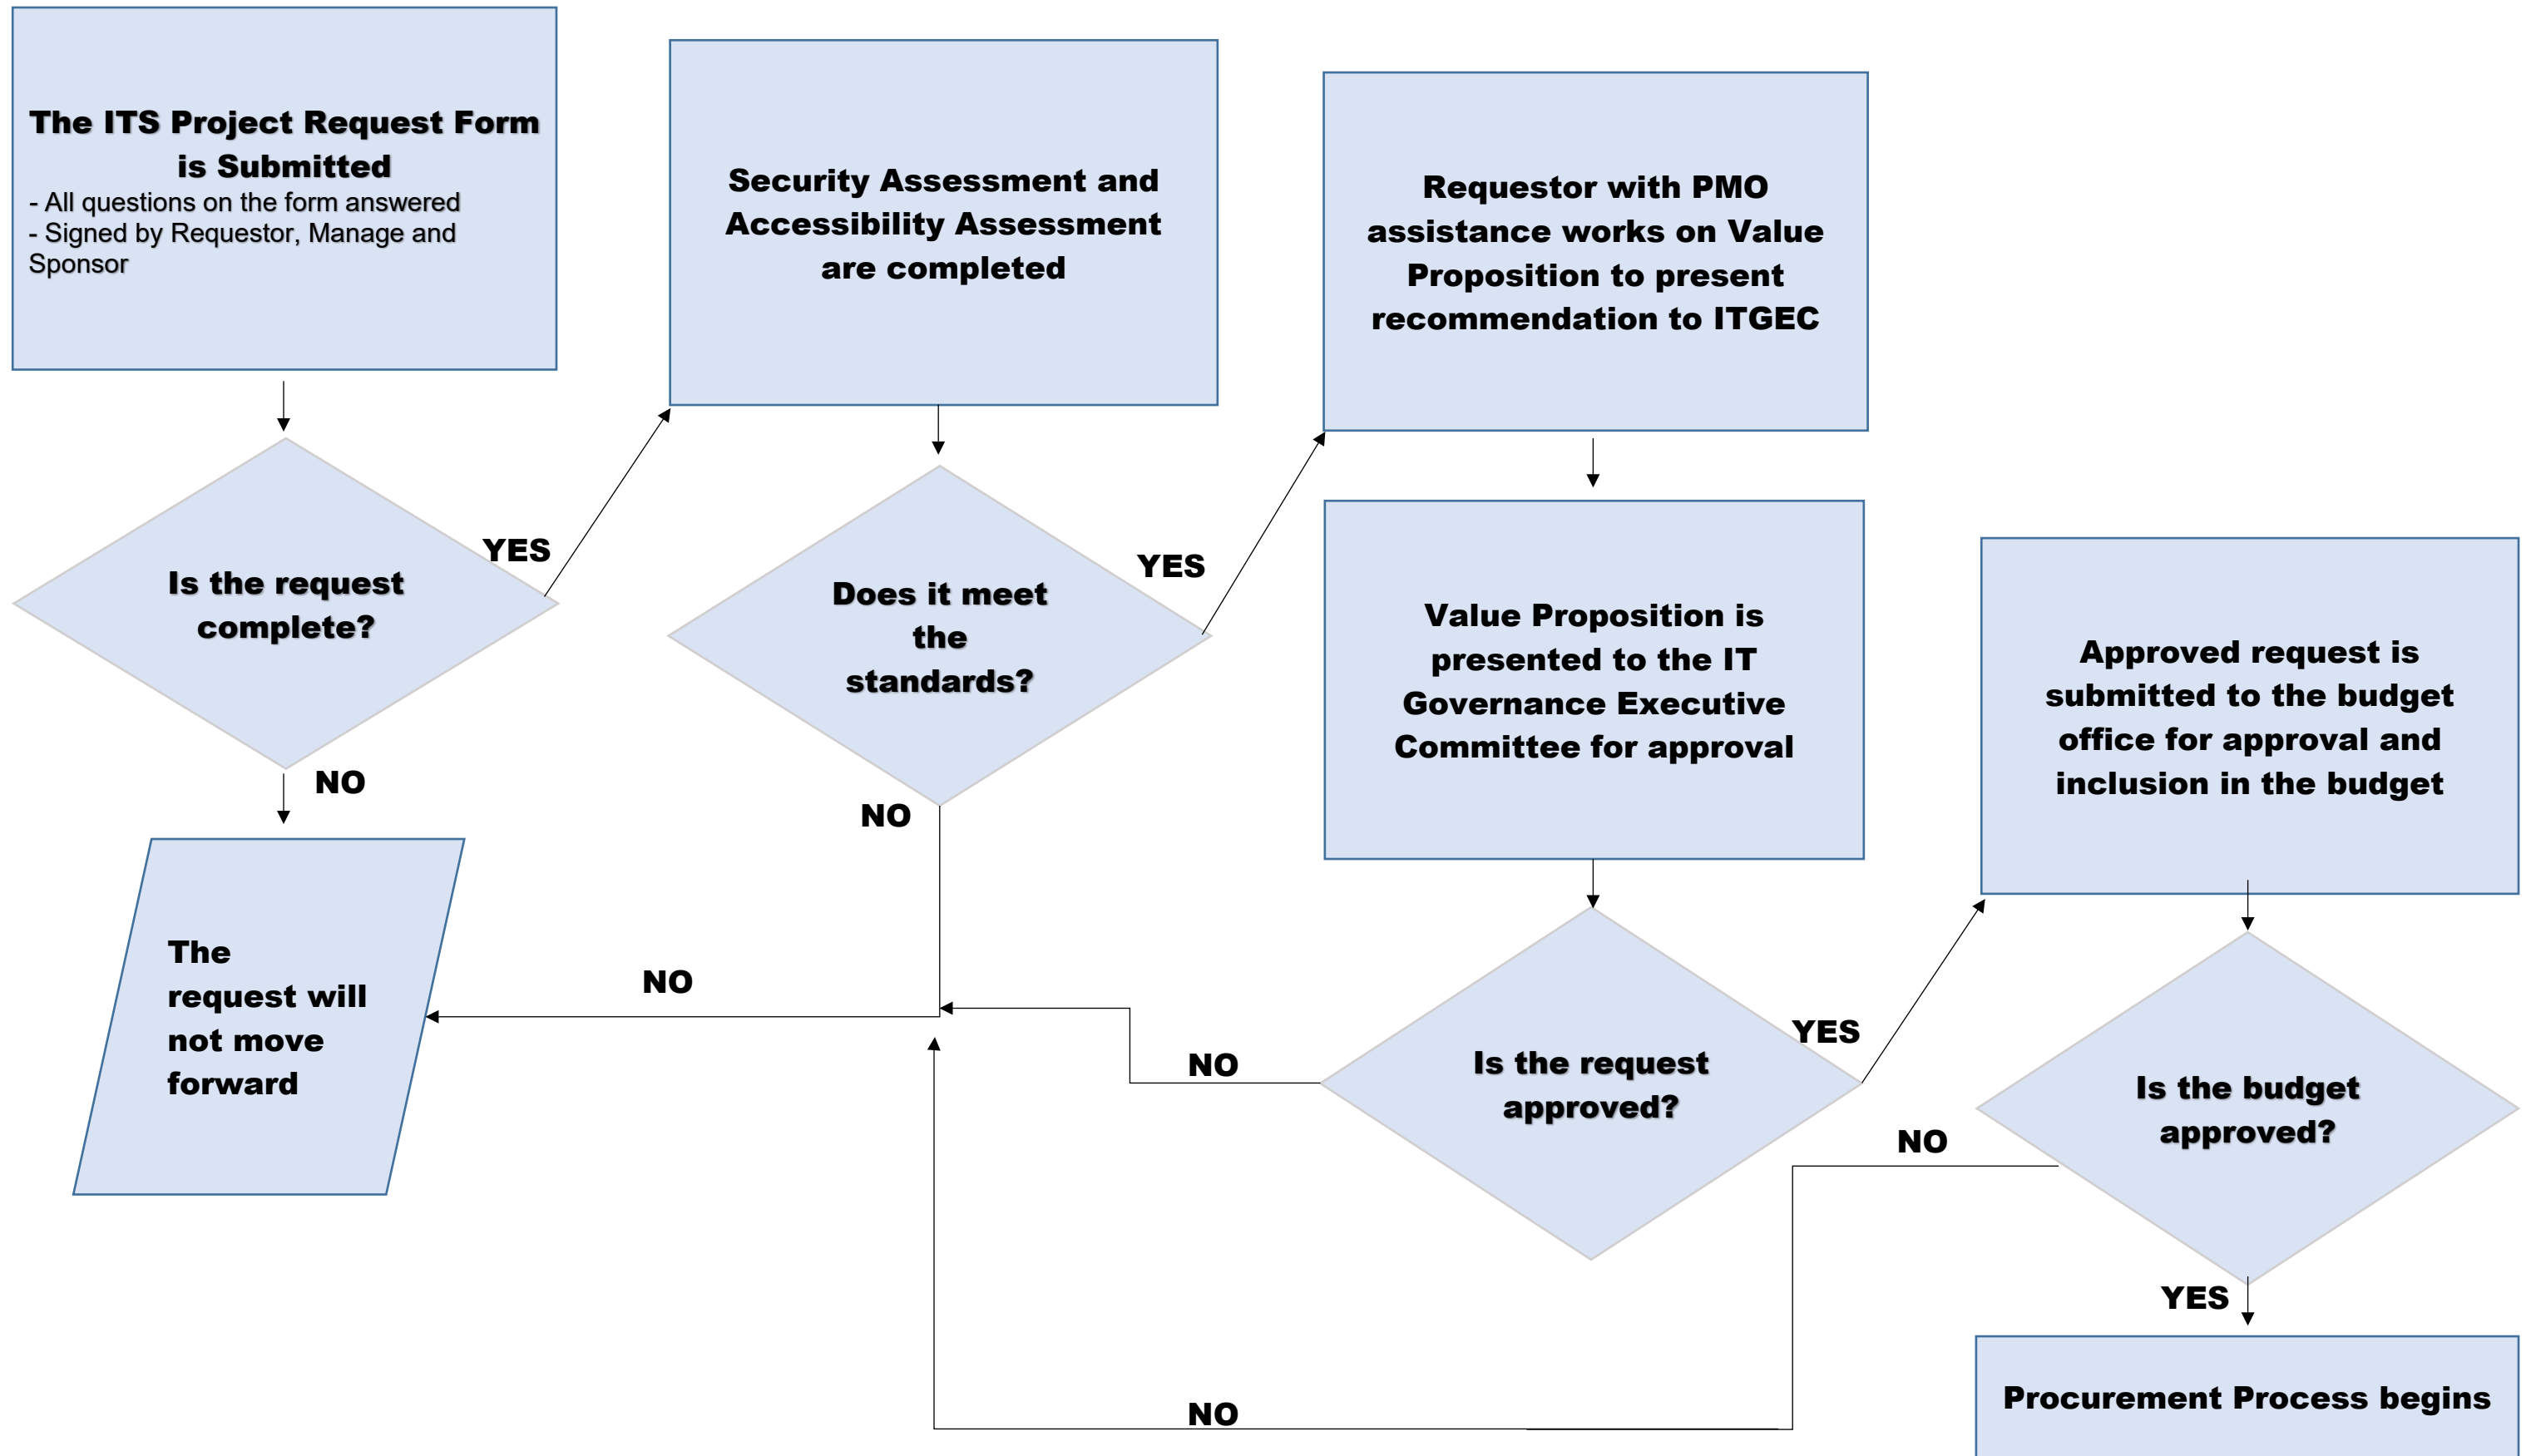 The ITS Project Request Form
is Submitted
- All questions on the form answered
- Signed by Requestor, Manage and
Sponsor
Is the request
complete?
YES
NO
The
request will
not move
forward
Security Assessment and
Accessibility Assessment
are completed
Does it meet
the
standards?
YES
NO
NO
Requestor with PMO
assistance works on Value
Proposition to present
recommendation to ITGEC
Value Proposition is
presented to the IT
Governance Executive
Committee for approval
Is the request
approved?
YES
NO
Approved request is
submitted to the budget
office for approval and
inclusion in the budget
Is the budget
approved?
NO
NO
YES
Procurement Process begins